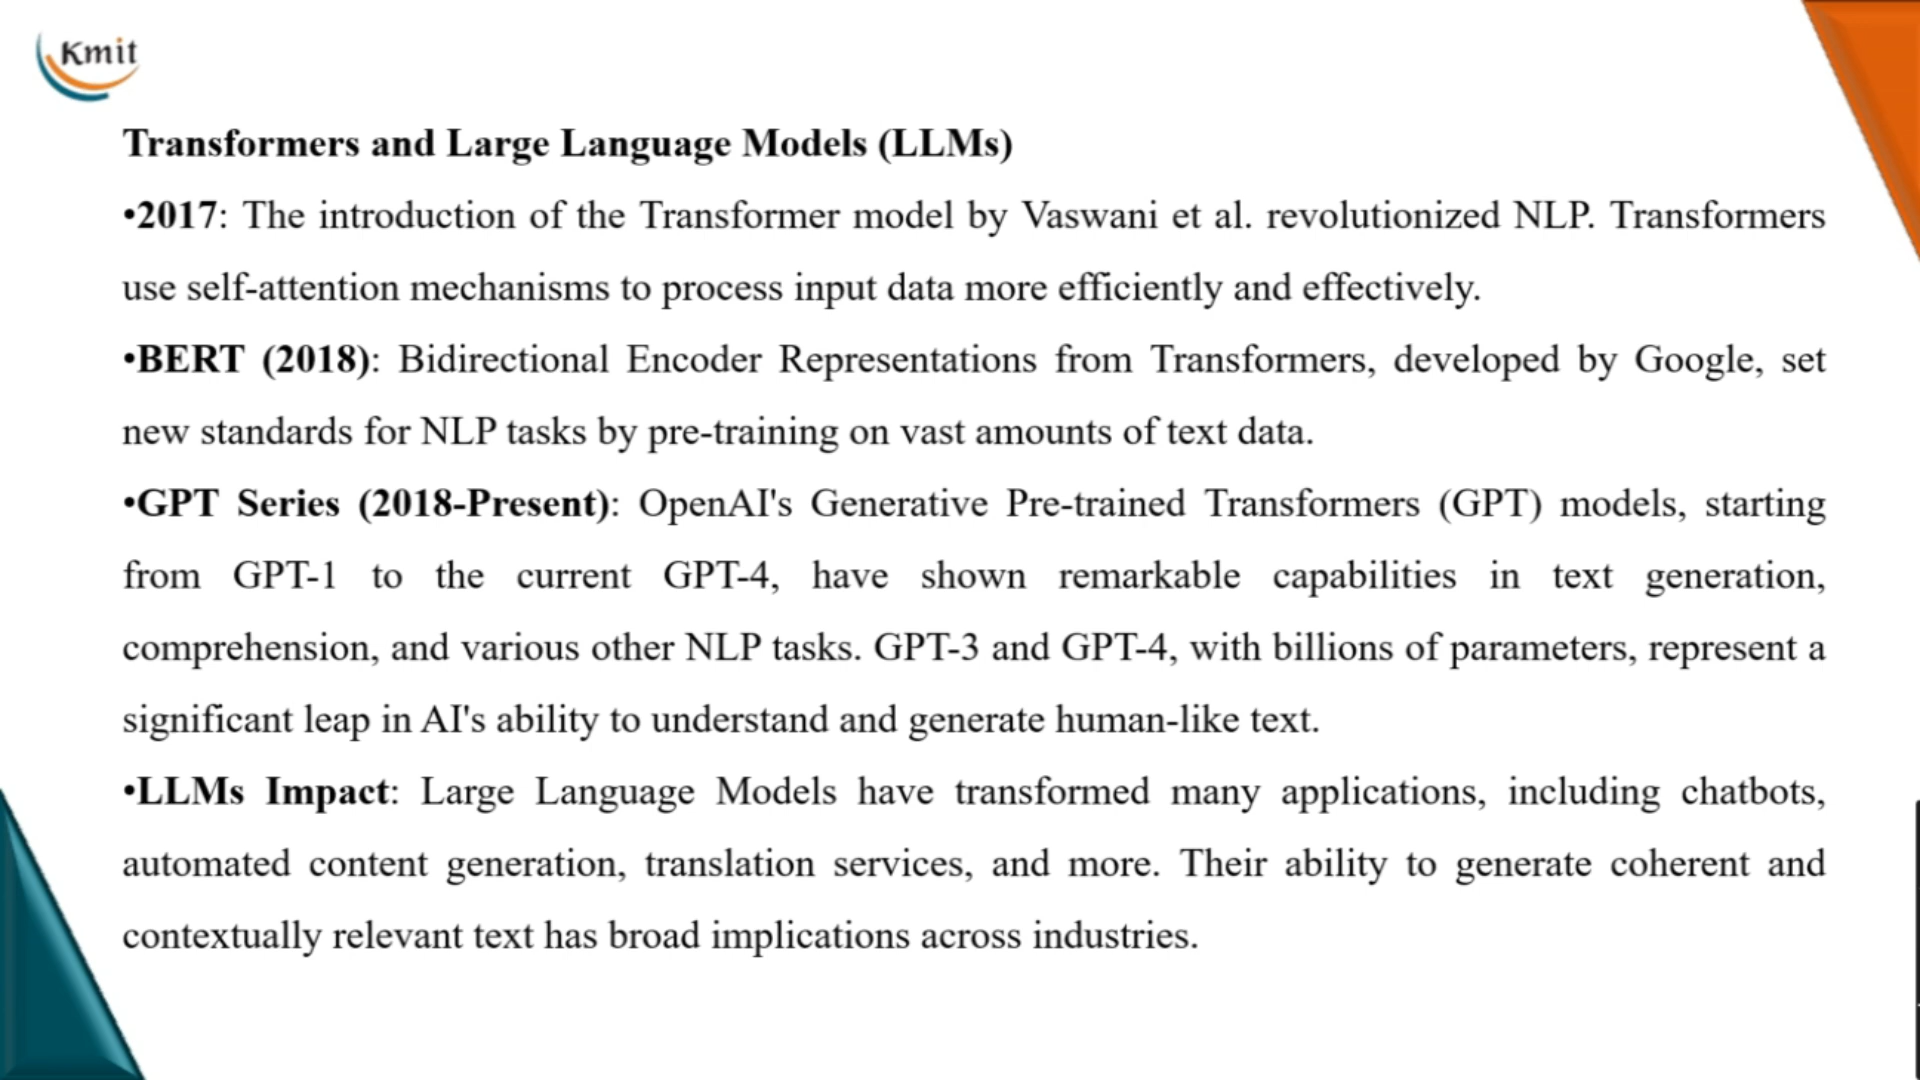 Kmit
Transformers and Large Language Models (LLMs)
•2017: The introduction of the Transformer model by Vaswani et al. revolutionized NLP. Transformers
use self-attention mechanisms to process input data more efficiently and effectively.
•BERT (2018): Bidirectional Encoder Representations from Transformers, developed by Google, set
new standards for NLP tasks by pre-training on vast amounts of text data.
•GPT Series (2018-Present): OpenAI's Generative Pre-trained Transformers (GPT) models, starting
from GPT-1 to the current GPT-4, have shown remarkable capabilities in text generation,
comprehension, and various other NLP tasks. GPT-3 and GPT-4, with billions of parameters, represent a
significant leap in AI's ability to understand and generate human-like text.
•LLMs Impact: Large Language Models have transformed many applications, including chatbots,
automated content generation, translation services, and more. Their ability to generate coherent and
contextually relevant text has broad implications across industries.